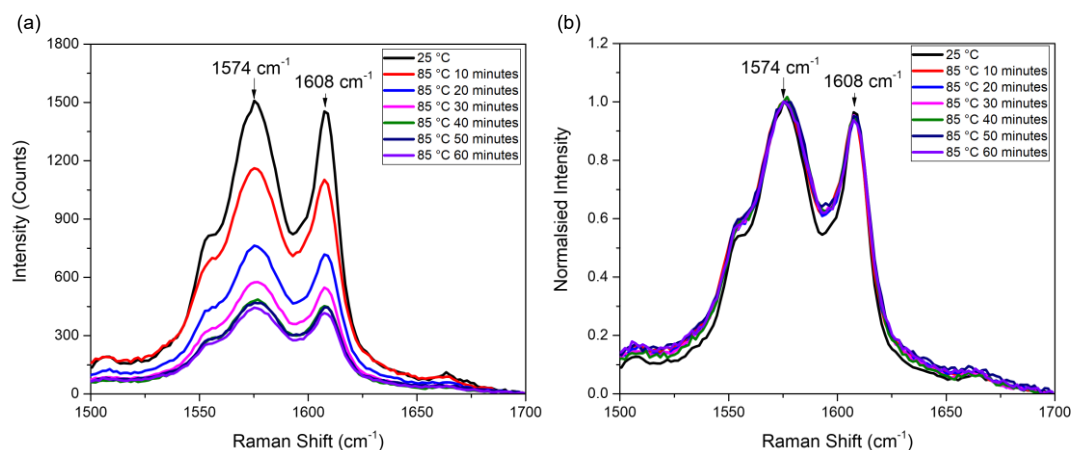 (a)
1800
1500
1200
900
600
300
0
Intensity (Counts)
1574 cm⁻¹
1608 cm⁻¹
25 °C
85 °C 10 minutes
85 °C 20 minutes
85 °C 30 minutes
85 °C 40 minutes
85 °C 50 minutes
85 °C 60 minutes
1500 1550 1600 1650 1700
Raman Shift (cm⁻¹)
(b)
1.2
1.0
0.8
0.6
0.4
0.2
0.0
Normalsied Intensity
1574 cm⁻¹
1608 cm⁻¹
25 °C
85 °C 10 minutes
85 °C 20 minutes
85 °C 30 minutes
85 °C 40 minutes
85 °C 50 minutes
85 °C 60 minutes
1500 1550 1600 1650 1700
Raman Shift (cm⁻¹)